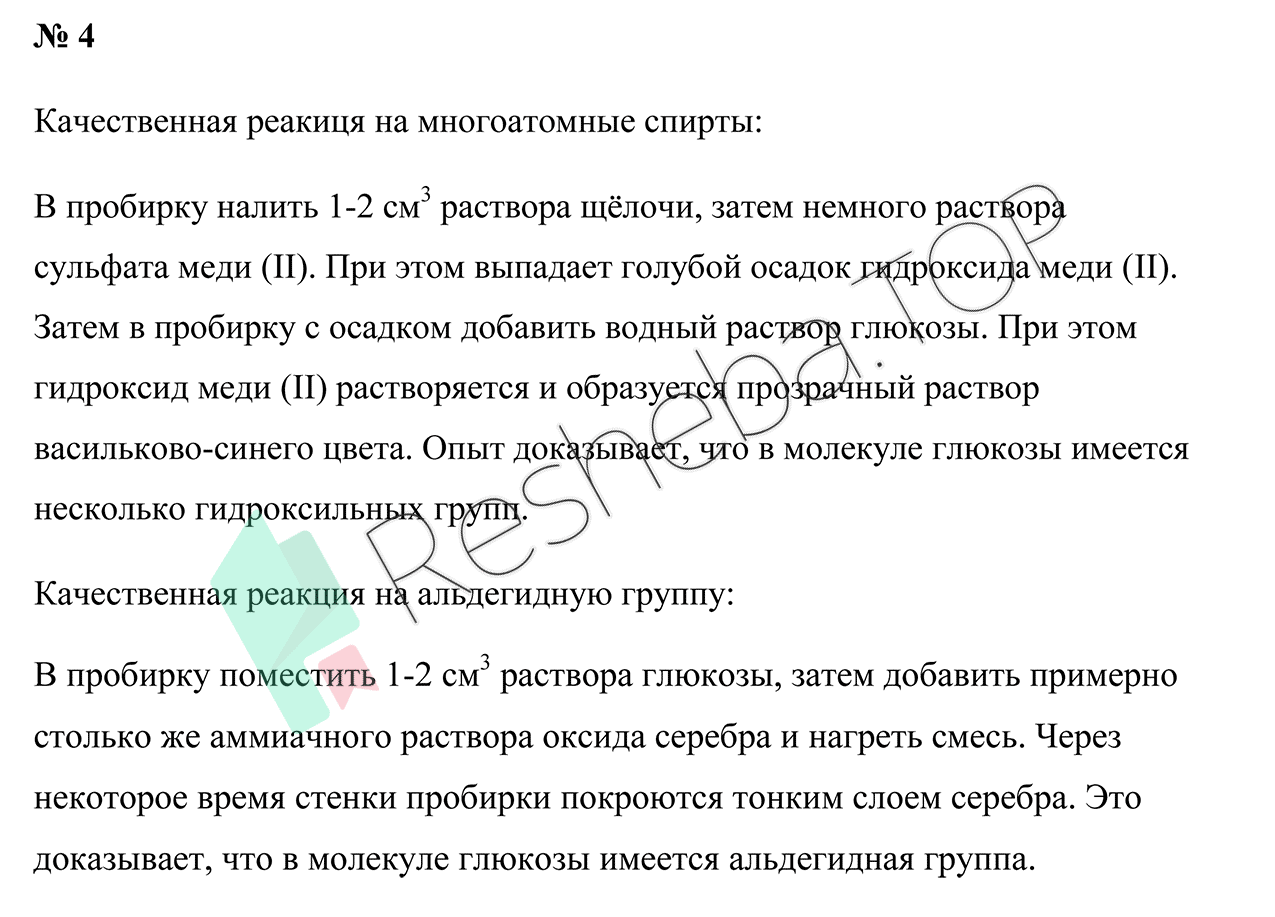 № 4
Качественная реакиця на многоатомные спирты:
В пробирку налить 1-2 см³ раствора щёлочи, затем немного раствора
сульфата меди (II). При этом выпадает голубой осадок гидроксида меди (II).
Затем в пробирку с осадком добавить водный раствор глюкозы. При этом
гидроксид меди (II) растворяется и образуется прозрачный раствор
васильково-синего цвета. Опыт доказывает, что в молекуле глюкозы имеется
несколько гидроксильных групп.
Качественная реакция на альдегидную группу:
В пробирку поместить 1-2 см³ раствора глюкозы, затем добавить примерно
столько же аммиачного раствора оксида серебра и нагреть смесь. Через
некоторое время стенки пробирки покроются тонким слоем серебра. Это
доказывает, что в молекуле глюкозы имеется альдегидная группа.
Resheba.TOP